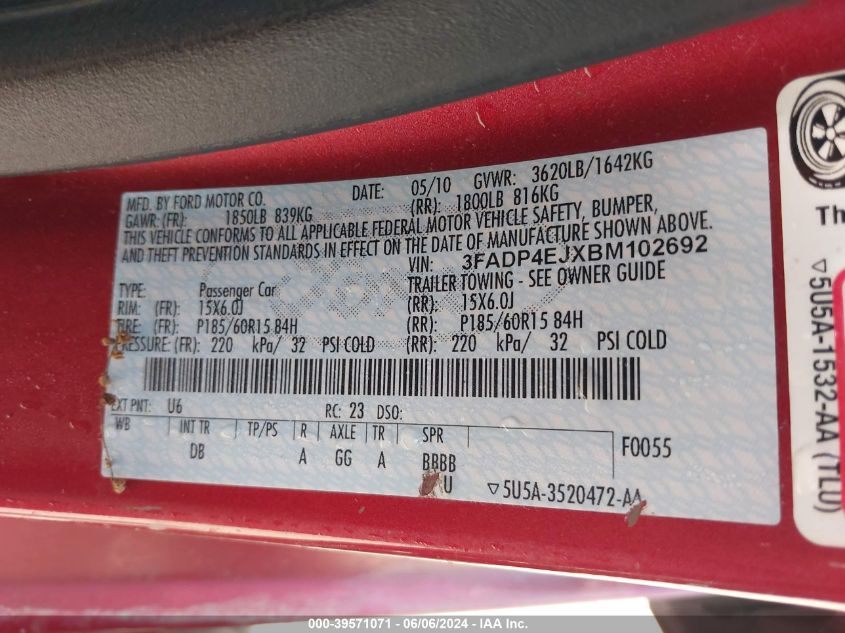 MFD. BY FORD MOTOR CO. DATE: 05/10 GVWR: 3620LB/1642KG
GAWR: (FR): 1850LB 839KG (RR): 1800LB 816KG
THIS VEHICLE CONFORMS TO ALL APPLICABLE FEDERAL MOTOR VEHICLE SAFETY, BUMPER,
AND THEFT PREVENTION STANDARDS IN EFFECT ON THE DATE OF MANUFACTURE SHOWN ABOVE.
VIN: 3FADP4EJXBM102692
TYPE: Passenger Car TRAILER TOWING - SEE OWNER GUIDE
RIM: (FR): 15X6.0J (RR): 15X6.0J
TIRE: (FR): P185/60R15 84H (RR): P185/60R15 84H
PRESSURE: (FR): 220 kPa/ 32 PSI COLD (RR): 220 kPa/ 32 PSI COLD
EXT PNT: U6 RC: 23 DSO:
WB INT TR TP/PS R AXLE TR SPR F0055
DB A GG A BBBB
U ▽5U5A-3520472-AA
Th
▽5U5A-1532-AA (TLU)
000-39571071 - 06/06/2024 - IAA Inc.